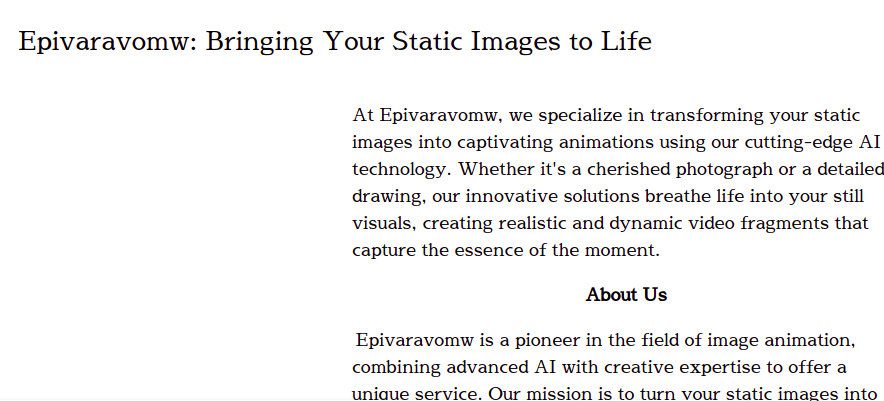 Epivaravomw: Bringing Your Static Images to Life
At Epivaravomw, we specialize in transforming your static
images into captivating animations using our cutting-edge AI
technology. Whether it's a cherished photograph or a detailed
drawing, our innovative solutions breathe life into your still
visuals, creating realistic and dynamic video fragments that
capture the essence of the moment.
About Us
Epivaravomw is a pioneer in the field of image animation,
combining advanced AI with creative expertise to offer a
unique service. Our mission is to turn your static images into